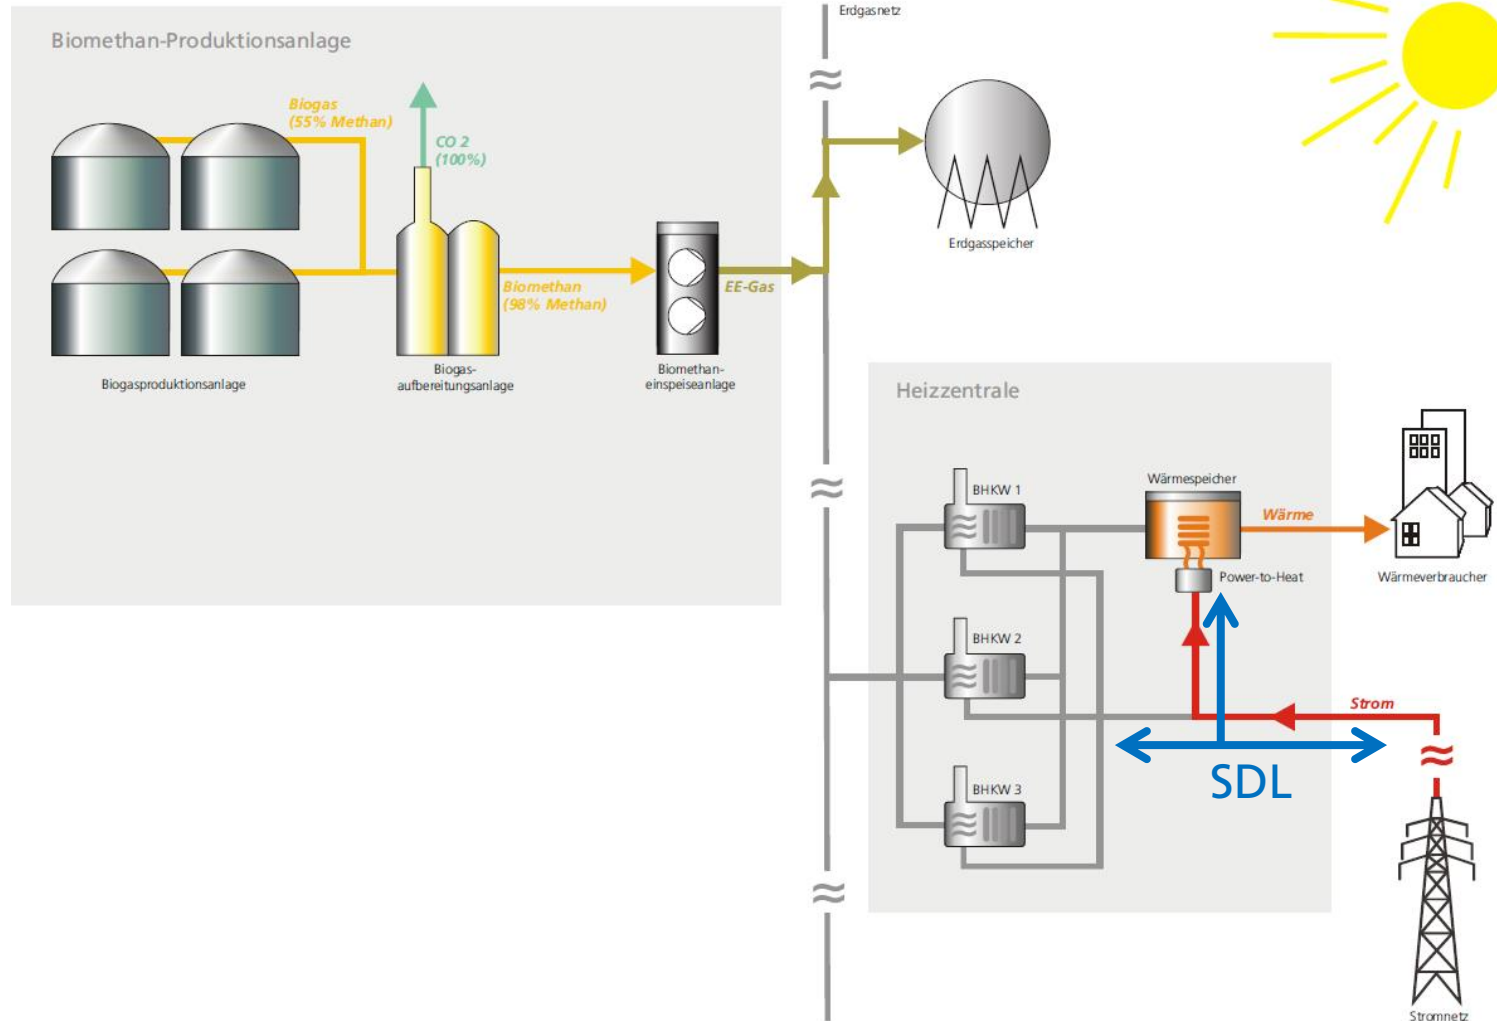 Erdgasnetz
Biomethan-Produktionsanlage
Biogas
(55% Methan)
CO 2
(100%)
Erdgasspeicher
Biomethan
(98% Methan)
EE-Gas
Biogasproduktionsanlage
Biogas-
aufbereitungsanlage
Biomethan-
einspeiseanlage
Heizzentrale
BHKW 1
Wärmespeicher
Wärme
Power-to-Heat
Wärmeverbraucher
BHKW 2
Strom
SDL
BHKW 3
Stromnetz